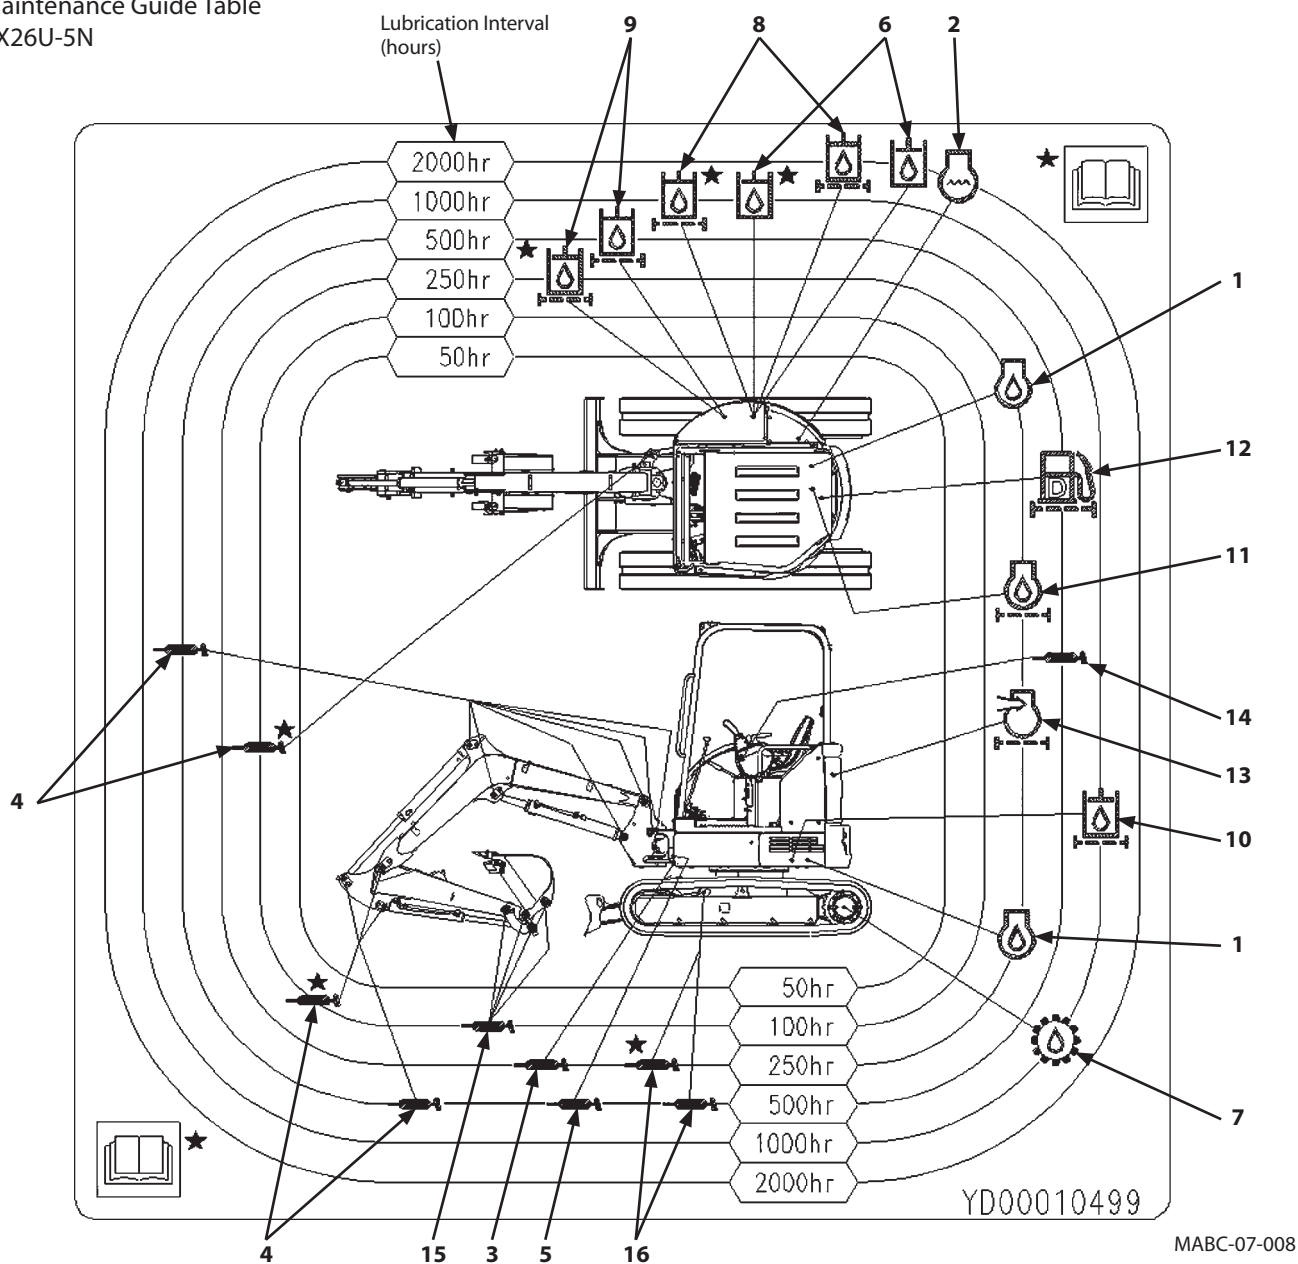 aintenance Guide Table
X26U-5N
Lubrication Interval
(hours)
9
8
6
2
2000hr
1000hr
500hr
250hr
100hr
50hr
1
12
D
11
14
13
4
10
1
50hr
100hr
250hr
500hr
1000hr
2000hr
7
YD00010499
4
15
3
5
16
MABC-07-008